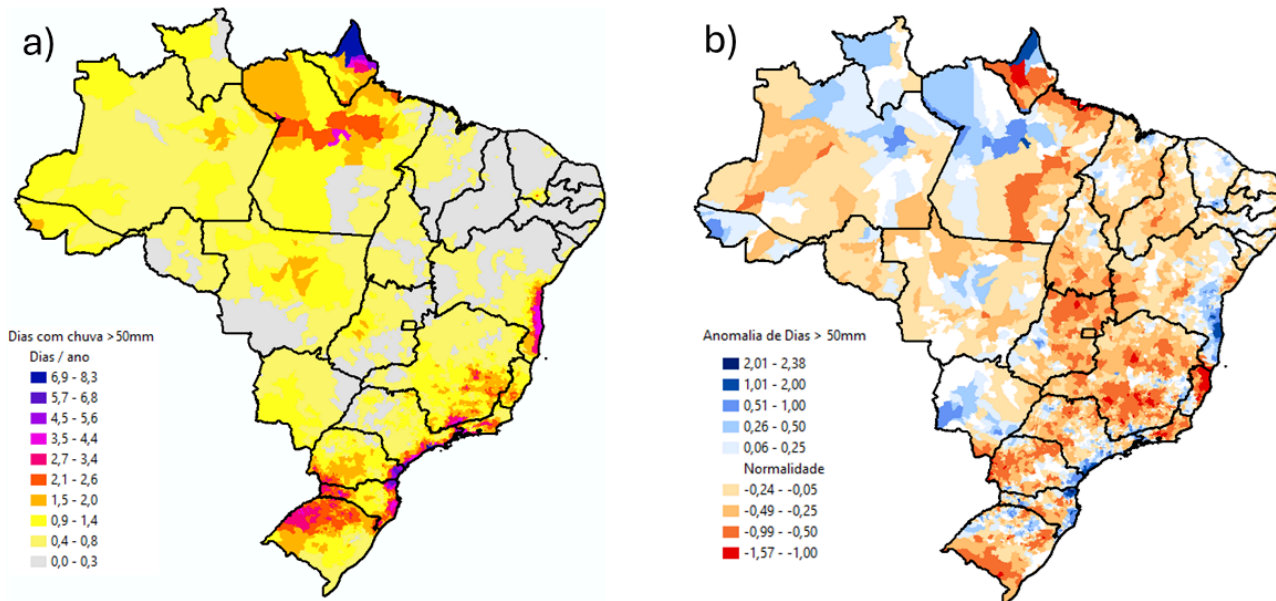 a)
Dias com chuva >50mm
Dias / ano
6,9 - 8,3
5,7 - 6,8
4,5 - 5,6
3,5 - 4,4
2,7 - 3,4
2,1 - 2,6
1,5 - 2,0
0,9 - 1,4
0,4 - 0,8
0,0 - 0,3
b)
Anomalia de Dias > 50mm
2,01 - 2,38
1,01 - 2,00
0,51 - 1,00
0,26 - 0,50
0,06 - 0,25
Normalidade
-0,24 - -0,05
-0,49 - -0,25
-0,99 - -0,50
-1,57 - -1,00